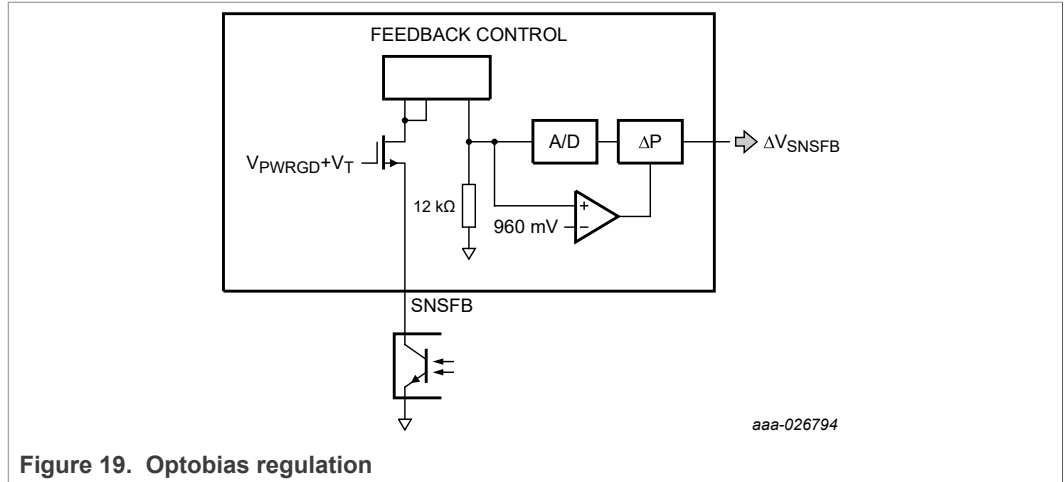 FEEDBACK CONTROL
A/D
ΔP
ΔVSNSFB
VPWRGD+VT
12 kΩ
960 mV
+
−
SNSFB
aaa-026794
Figure 19. Optobias regulation